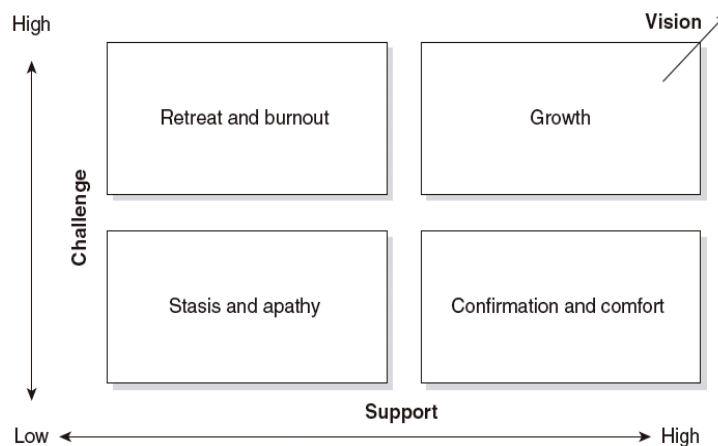 High
Vision
Retreat and burnout
Growth
Challenge
Stasis and apathy
Confirmation and comfort
Support
Low
High